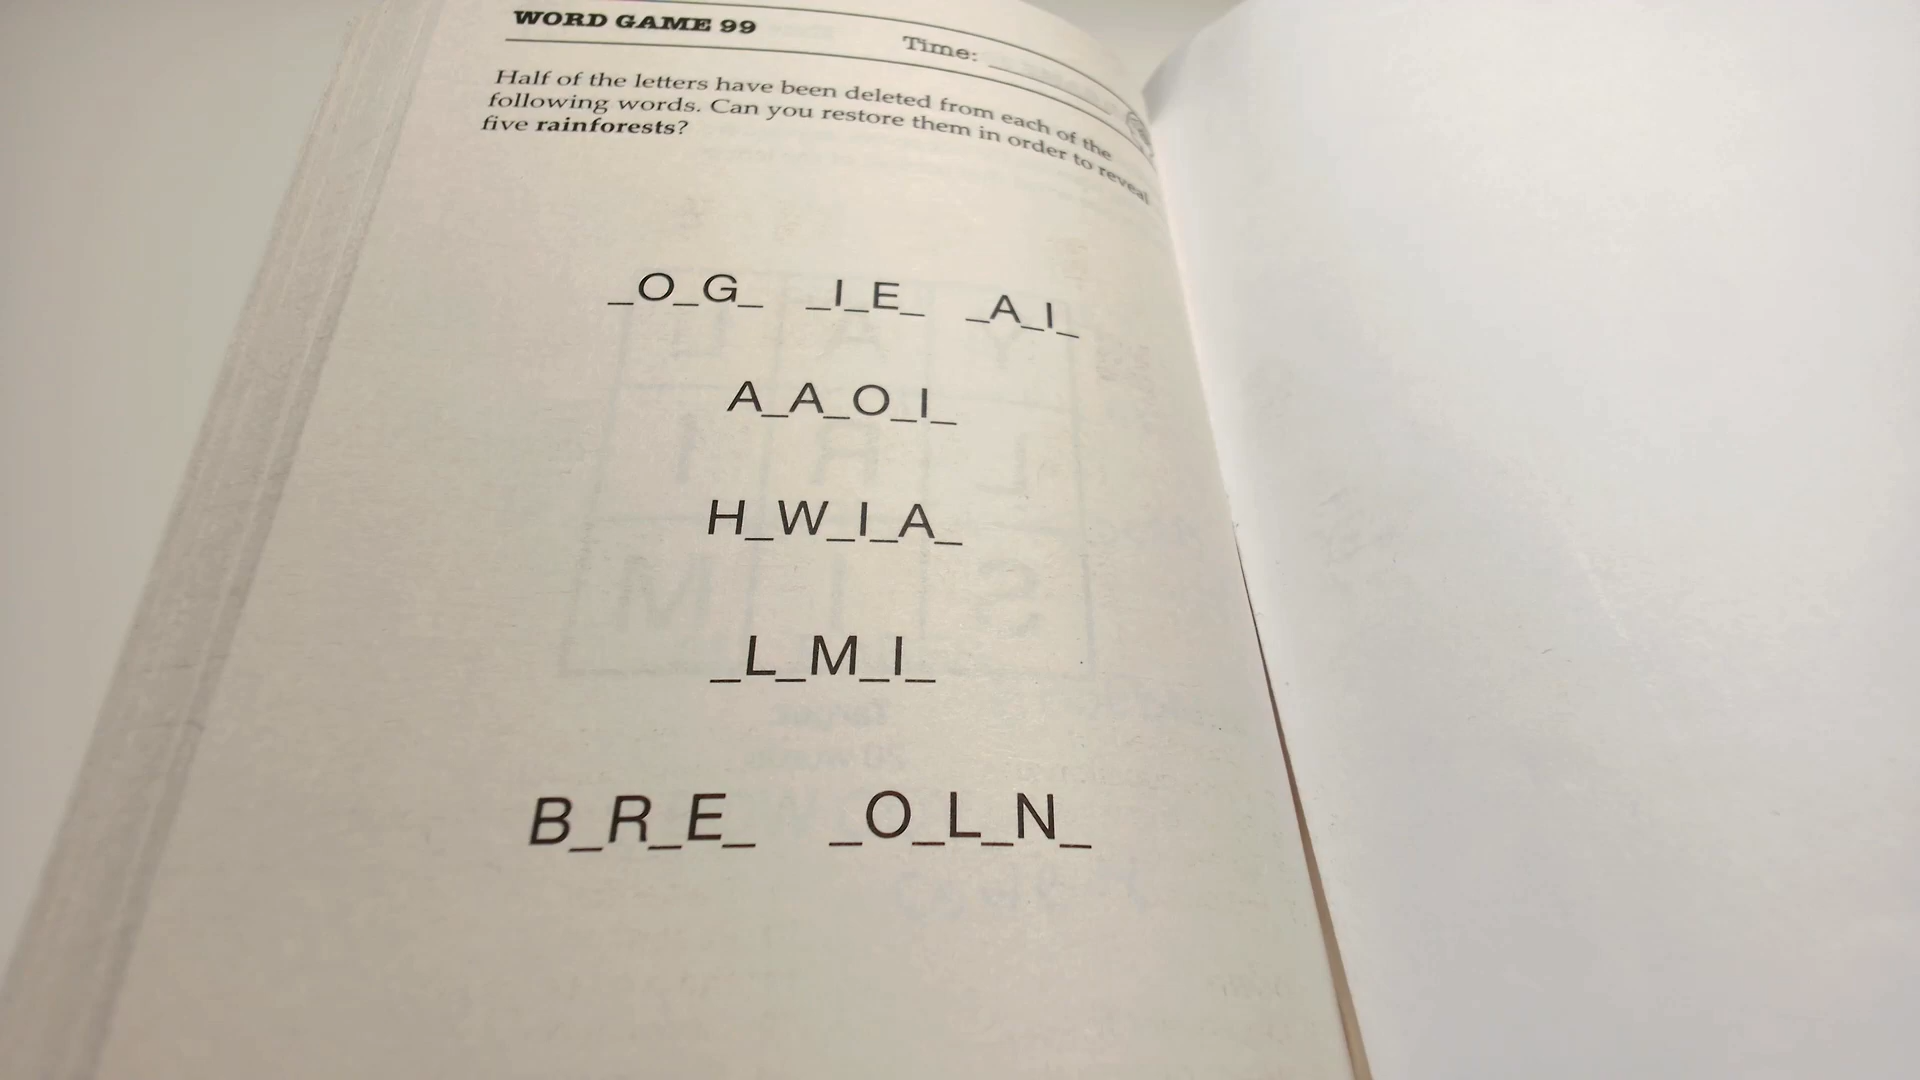 WORD GAME 99
Time:
Half of the letters have been deleted from each of the
following words. Can you restore them in order to reveal
five rainforests?
_O_G_ _I_E_ _A_I_
A_A_O_I_
H_W_I_A_
_L_M_I_
B_R_E_ _O_L_N_